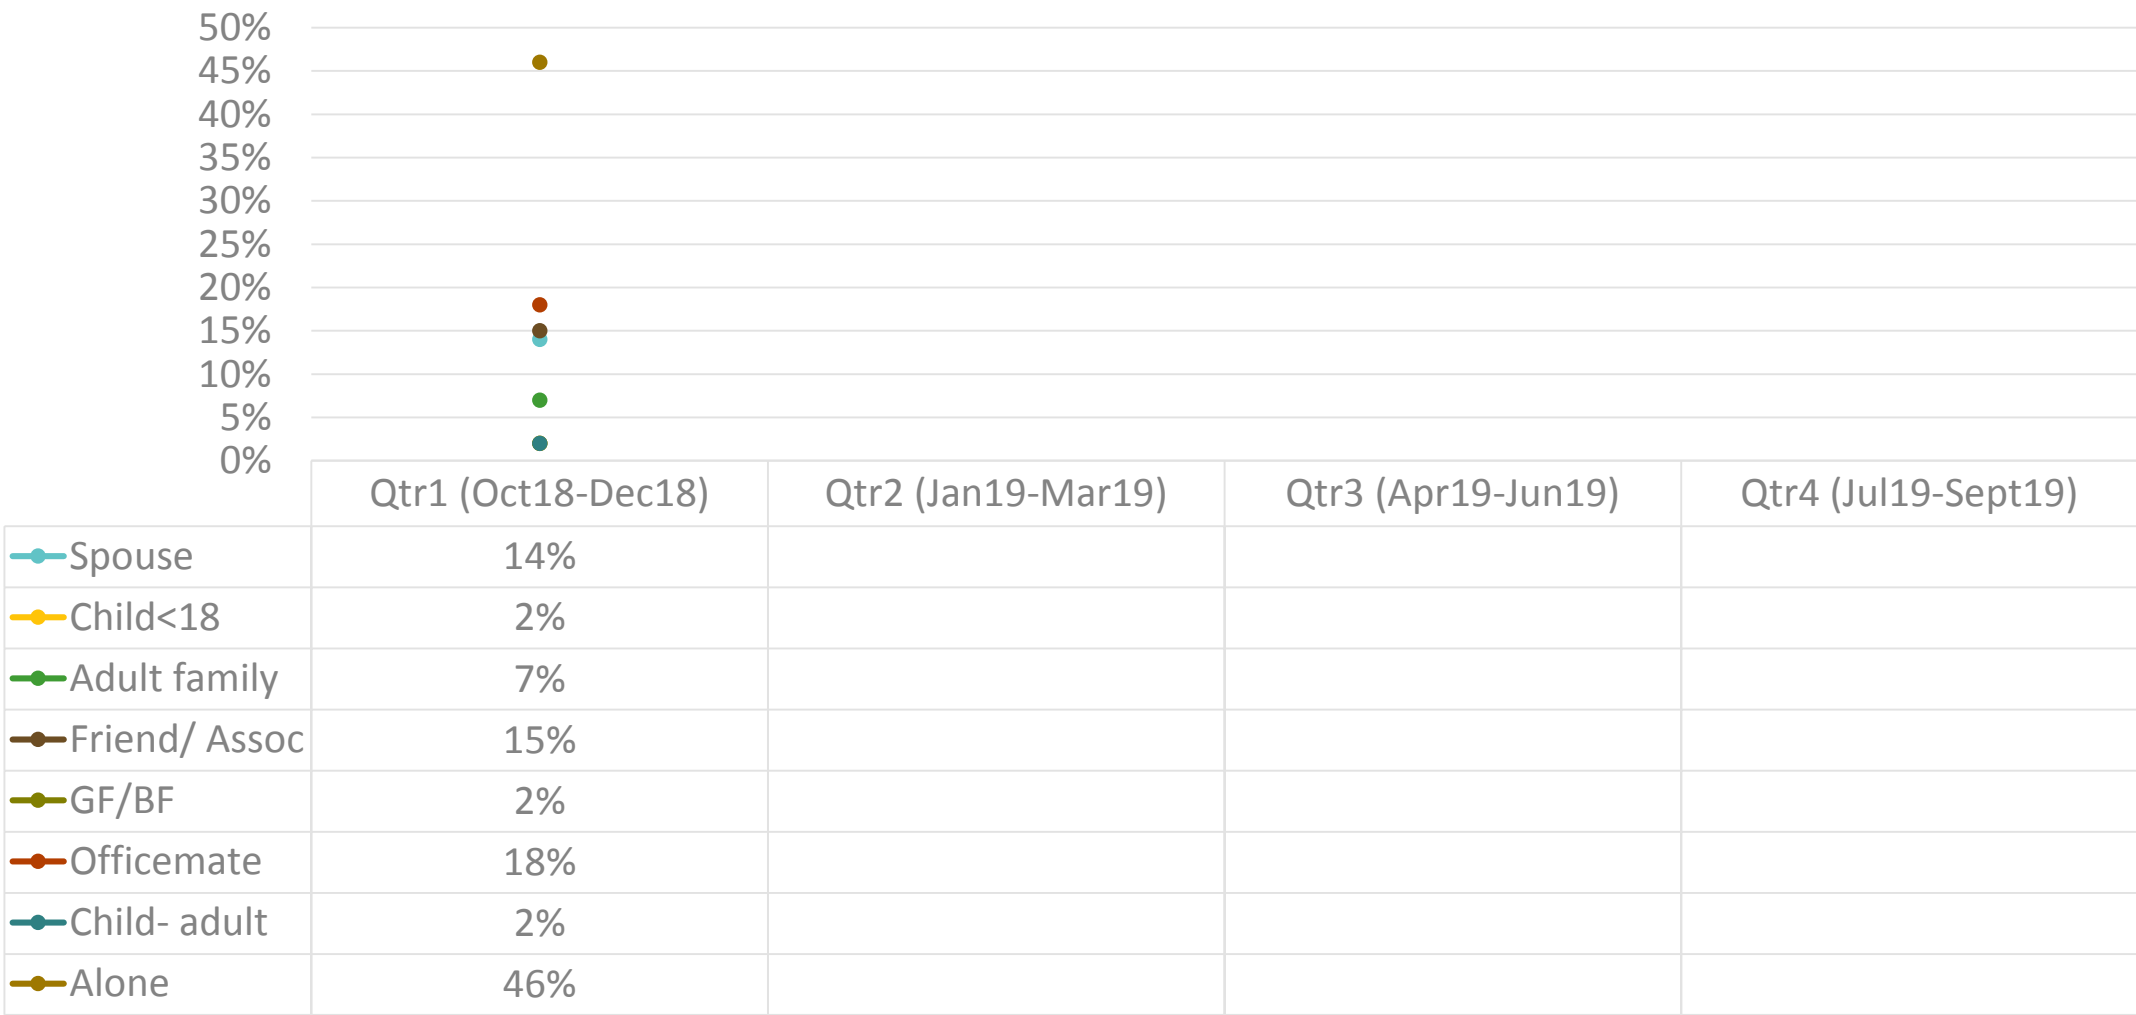 50%
45%
40%
35%
30%
25%
20%
15%
10%
5%
0%
Qtr1 (Oct18-Dec18) Qtr2 (Jan19-Mar19) Qtr3 (Apr19-Jun19) Qtr4 (Jul19-Sept19)
Spouse 14%
Child<18 2%
Adult family 7%
Friend/ Assoc 15%
GF/BF 2%
Officemate 18%
Child- adult 2%
Alone 46%